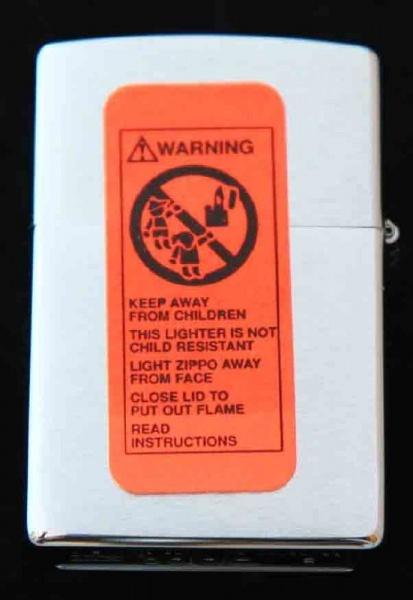 WARNING
KEEP AWAY
FROM CHILDREN
THIS LIGHTER IS NOT
CHILD RESISTANT
LIGHT ZIPPO AWAY
FROM FACE
CLOSE LID TO
PUT OUT FLAME
READ
INSTRUCTIONS